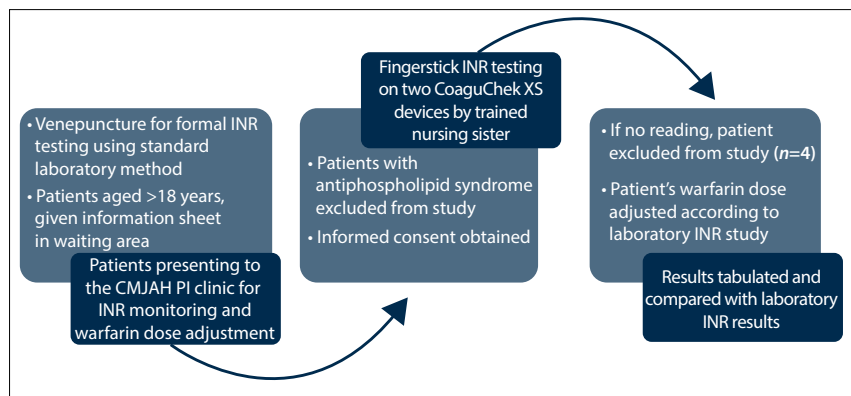 • Venepuncture for formal INR
testing using standard
laboratory method
• Patients aged >18 years,
given information sheet
in waiting area
Patients presenting to
the CMJAH PI clinic for
INR monitoring and
warfarin dose adjustment
Fingerstick INR testing
on two CoaguChek XS
devices by trained
nursing sister
• Patients with
antiphospholipid syndrome
excluded from study
• Informed consent obtained
• If no reading, patient
excluded from study (n=4)
• Patient's warfarin dose
adjusted according to
laboratory INR study
Results tabulated and
compared with laboratory
INR results